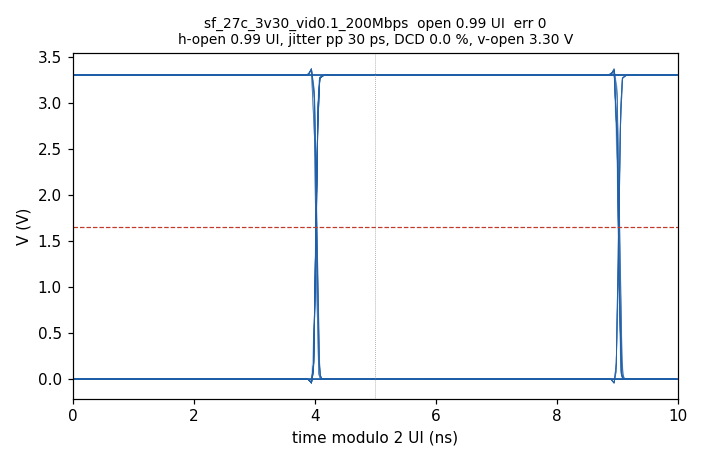 sf_27c_3v30_vid0.1_200Mbps  open 0.99 UI  err 0
h-open 0.99 UI, jitter pp 30 ps, DCD 0.0 %, v-open 3.30 V
3.5
3.0
2.5
2.0
1.5
1.0
0.5
0.0
V (V)
0 2 4 6 8 10
time modulo 2 UI (ns)